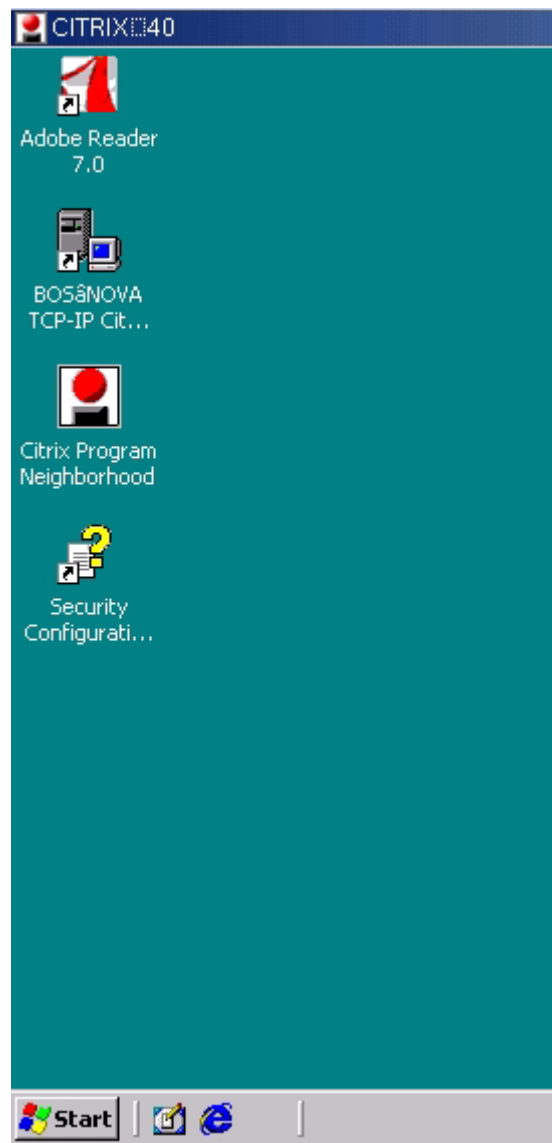 CITRIX 40
Adobe Reader
7.0
BOSâNOVA
TCP-IP Cit...
Citrix Program
Neighborhood
Security
Configurati...
Start